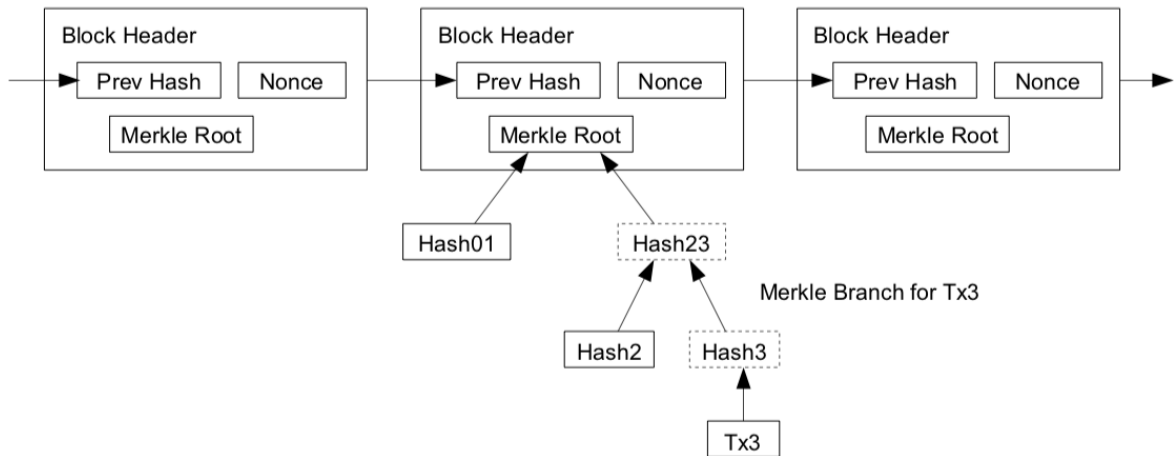 Block Header
Prev Hash
Nonce
Merkle Root
Block Header
Prev Hash
Nonce
Merkle Root
Block Header
Prev Hash
Nonce
Merkle Root
Hash01
Hash23
Merkle Branch for Tx3
Hash2
Hash3
Tx3